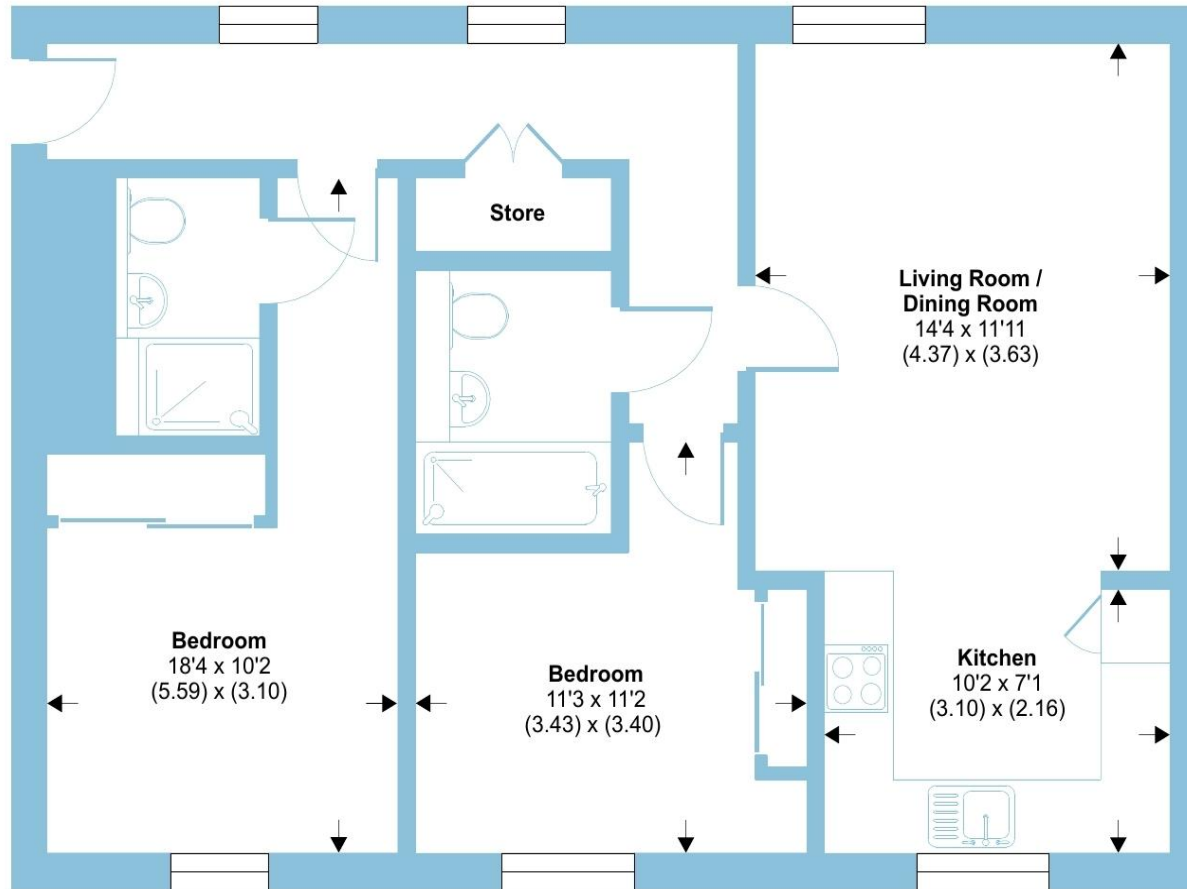 Store
Living Room /
Dining Room
14'4 x 11'11
(4.37) x (3.63)
Bedroom
18'4 x 10'2
(5.59) x (3.10)
Bedroom
11'3 x 11'2
(3.43) x (3.40)
Kitchen
10'2 x 7'1
(3.10) x (2.16)